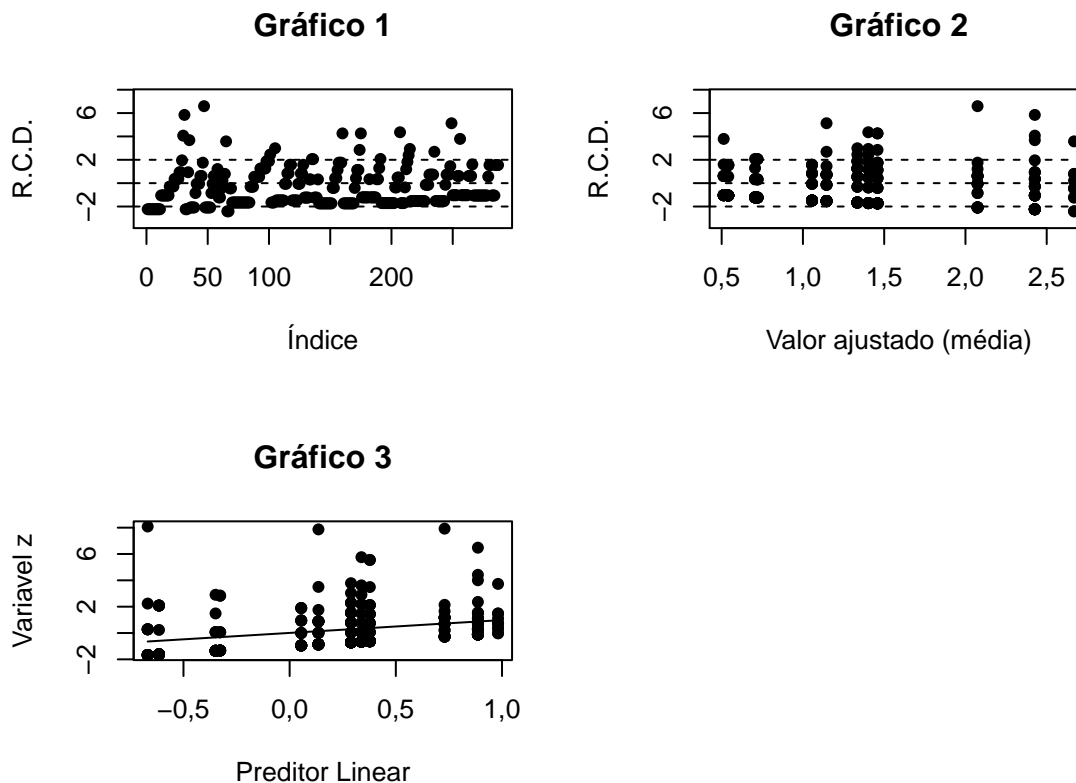 Gráfico 1
R.C.D.
−2 2 6
0 50 100 200
Índice
Gráfico 2
R.C.D.
−2 2 6
0,5 1,0 1,5 2,0 2,5
Valor ajustado (média)
Gráfico 3
Variavel z
−2 2 6
−0,5 0,0 0,5 1,0
Preditor Linear